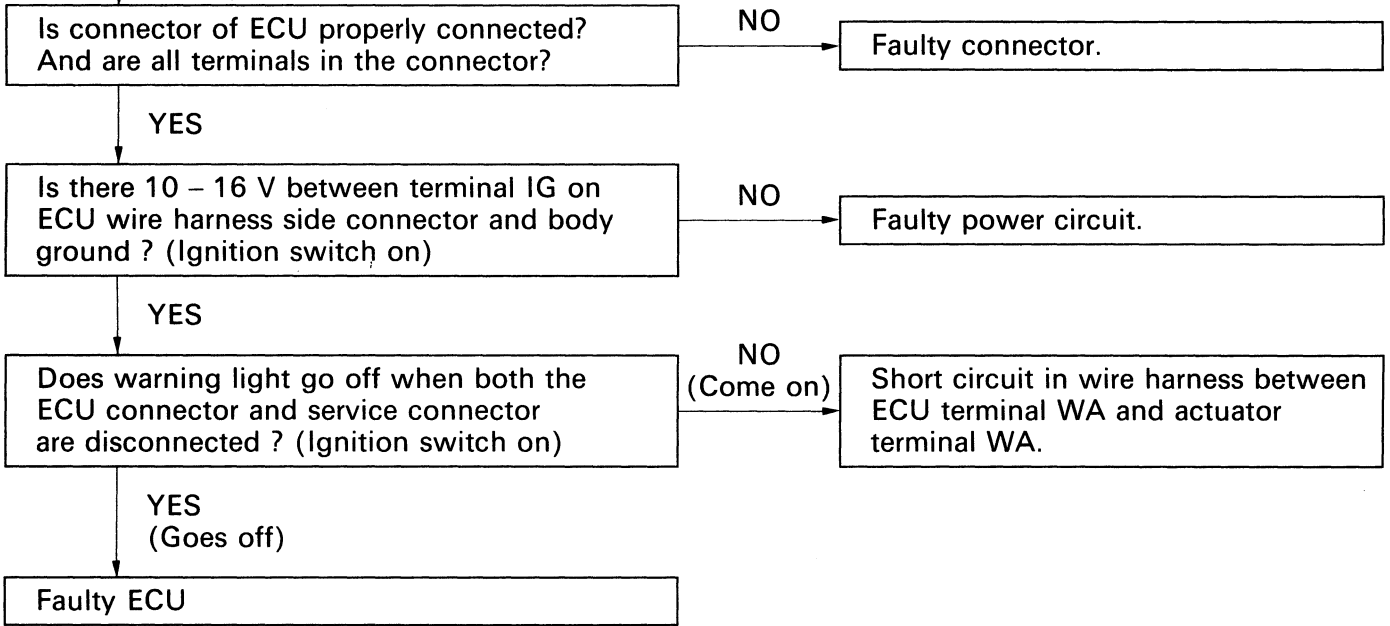 Is connector of ECU properly connected?
And are all terminals in the connector?
NO
Faulty connector.
YES
Is there 10 – 16 V between terminal IG on
ECU wire harness side connector and body
ground ? (Ignition switch on)
NO
Faulty power circuit.
YES
Does warning light go off when both the
ECU connector and service connector
are disconnected ? (Ignition switch on)
NO
(Come on)
Short circuit in wire harness between
ECU terminal WA and actuator
terminal WA.
YES
(Goes off)
Faulty ECU